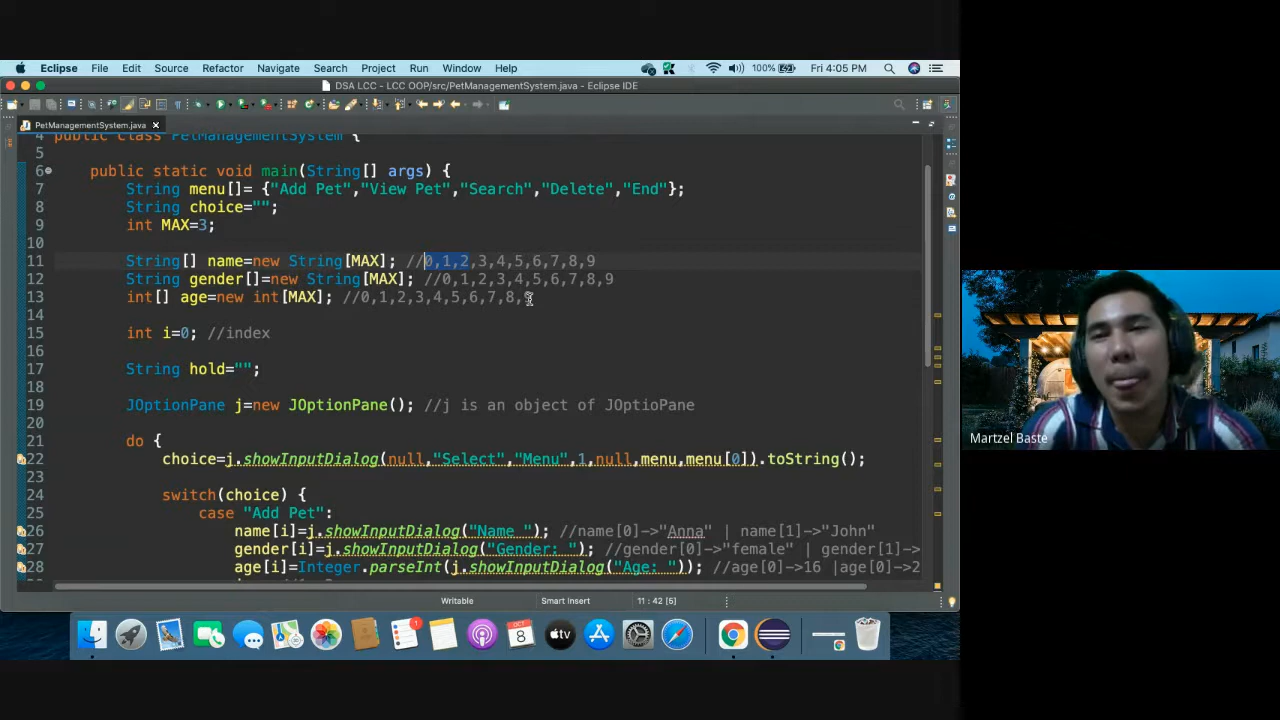 Eclipse File Edit Source Refactor Navigate Search Project Run Window Help 100% Fri 4:05 PM
DSA LCC - LCC OOP/src/PetManagementSystem.java - Eclipse IDE
PetManagementSystem.java
4 public class PetManagementSystem {
5
6 public static void main(String[] args) {
7 String menu[]= {"Add Pet","View Pet","Search","Delete","End"};
8 String choice="";
9 int MAX=3;
10
11 String[] name=new String[MAX]; //0,1,2,3,4,5,6,7,8,9
12 String gender[]=new String[MAX]; //0,1,2,3,4,5,6,7,8,9
13 int[] age=new int[MAX]; //0,1,2,3,4,5,6,7,8,9
14
15 int i=0; //index
16
17 String hold="";
18
19 JOptionPane j=new JOptionPane(); //j is an object of JOptioPane
20
21 do {
22 choice=j.showInputDialog(null,"Select","Menu",1,null,menu,menu[0]).toString();
23
24 switch(choice) {
25 case "Add Pet":
26 name[i]=j.showInputDialog("Name "); //name[0]->"Anna" | name[1]->"John"
27 gender[i]=j.showInputDialog("Gender: "); //gender[0]->"female" | gender[1]->
28 age[i]=Integer.parseInt(j.showInputDialog("Age: ")); //age[0]->16 |age[0]->2
Writable Smart Insert 11 : 42 [5]
1
OCT
8
tv
Martzel Baste